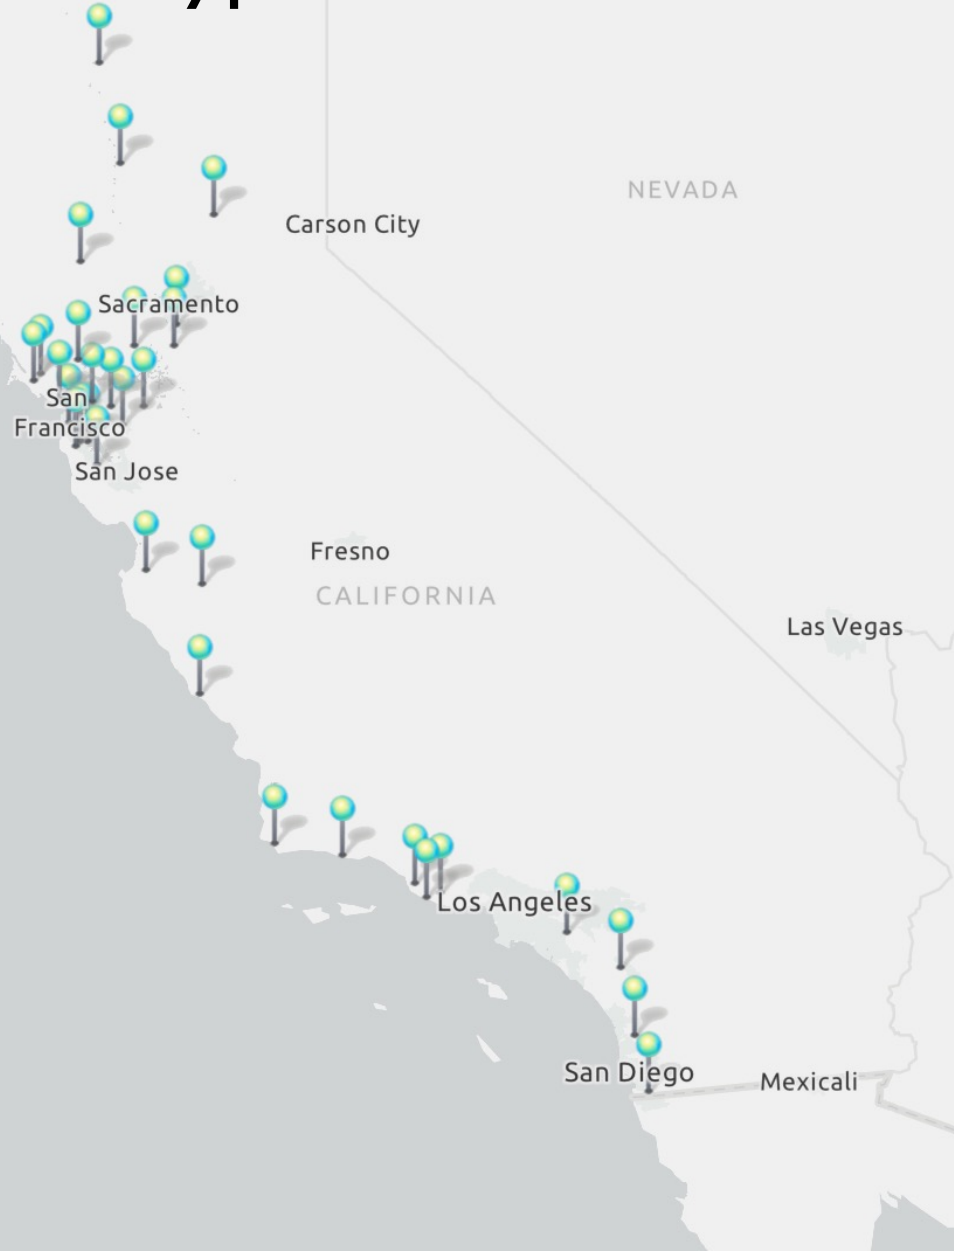 NEVADA
Carson City
Sacramento
San
Francisco
San Jose
Fresno
CALIFORNIA
Las Vegas
Los Angeles
San Diego
Mexicali